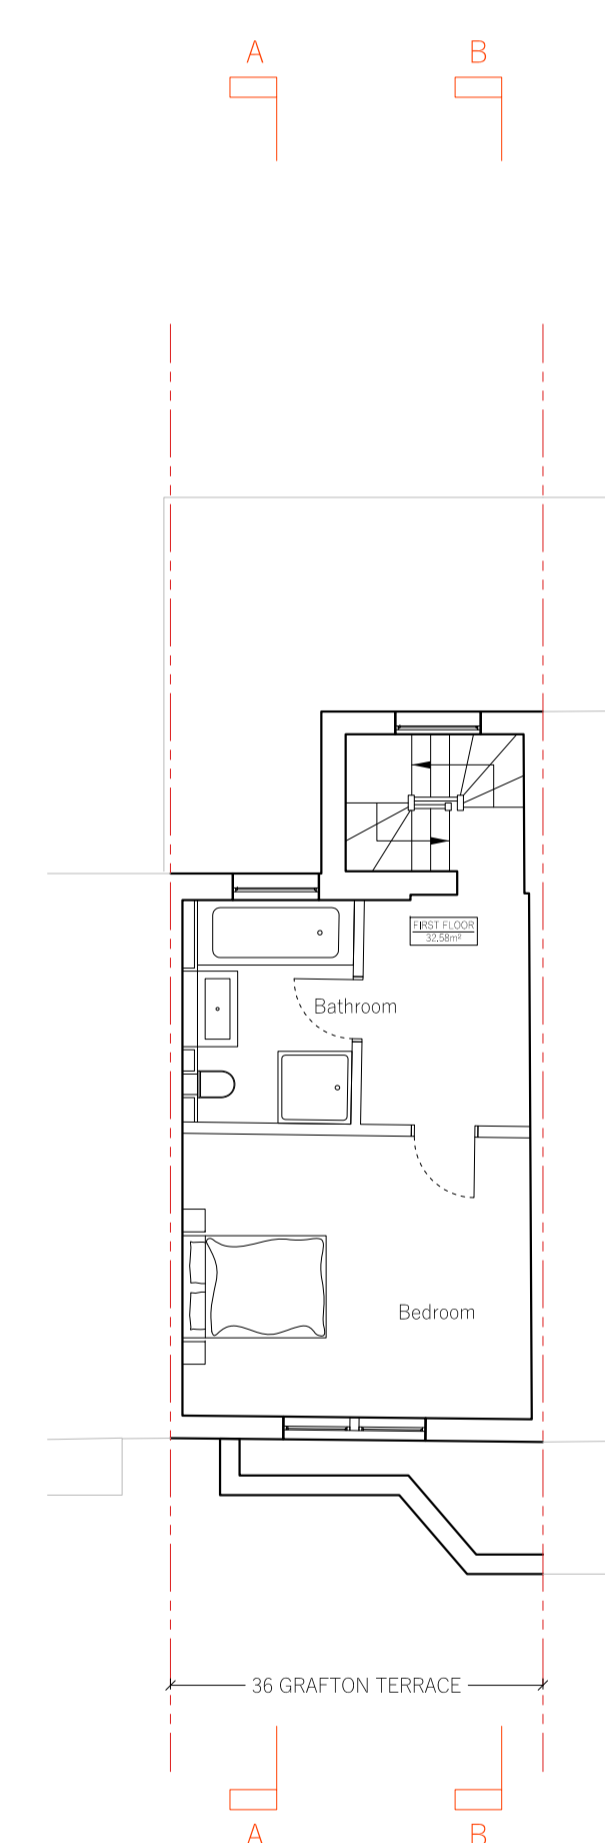 A B
FIRST FLOOR
32.58m²
Bathroom
Bedroom
36 GRAFTON TERRACE
A B